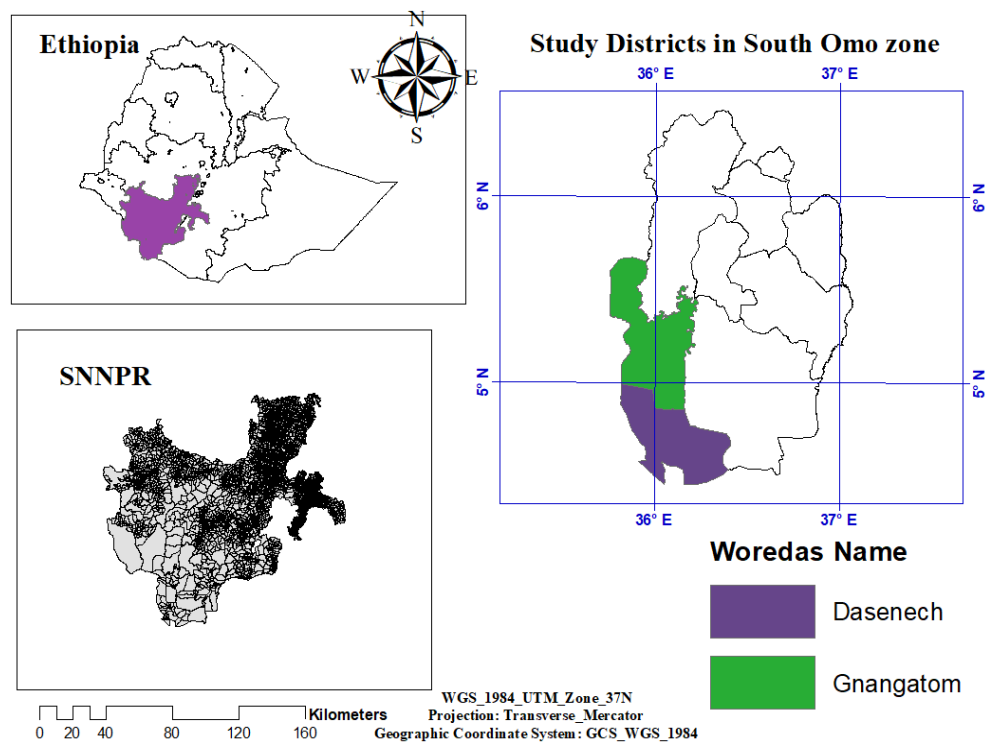 Ethiopia
N
W
E
S
Study Districts in South Omo zone
36° E
37° E
6° N
6° N
5° N
5° N
36° E
37° E
SNNPR
Woredas Name
Dasenech
Gnangatom
WGS_1984_UTM_Zone_37N
Projection: Transverse_Mercator
Geographic Coordinate System: GCS_WGS_1984
Kilometers
0 20 40 80 120 160